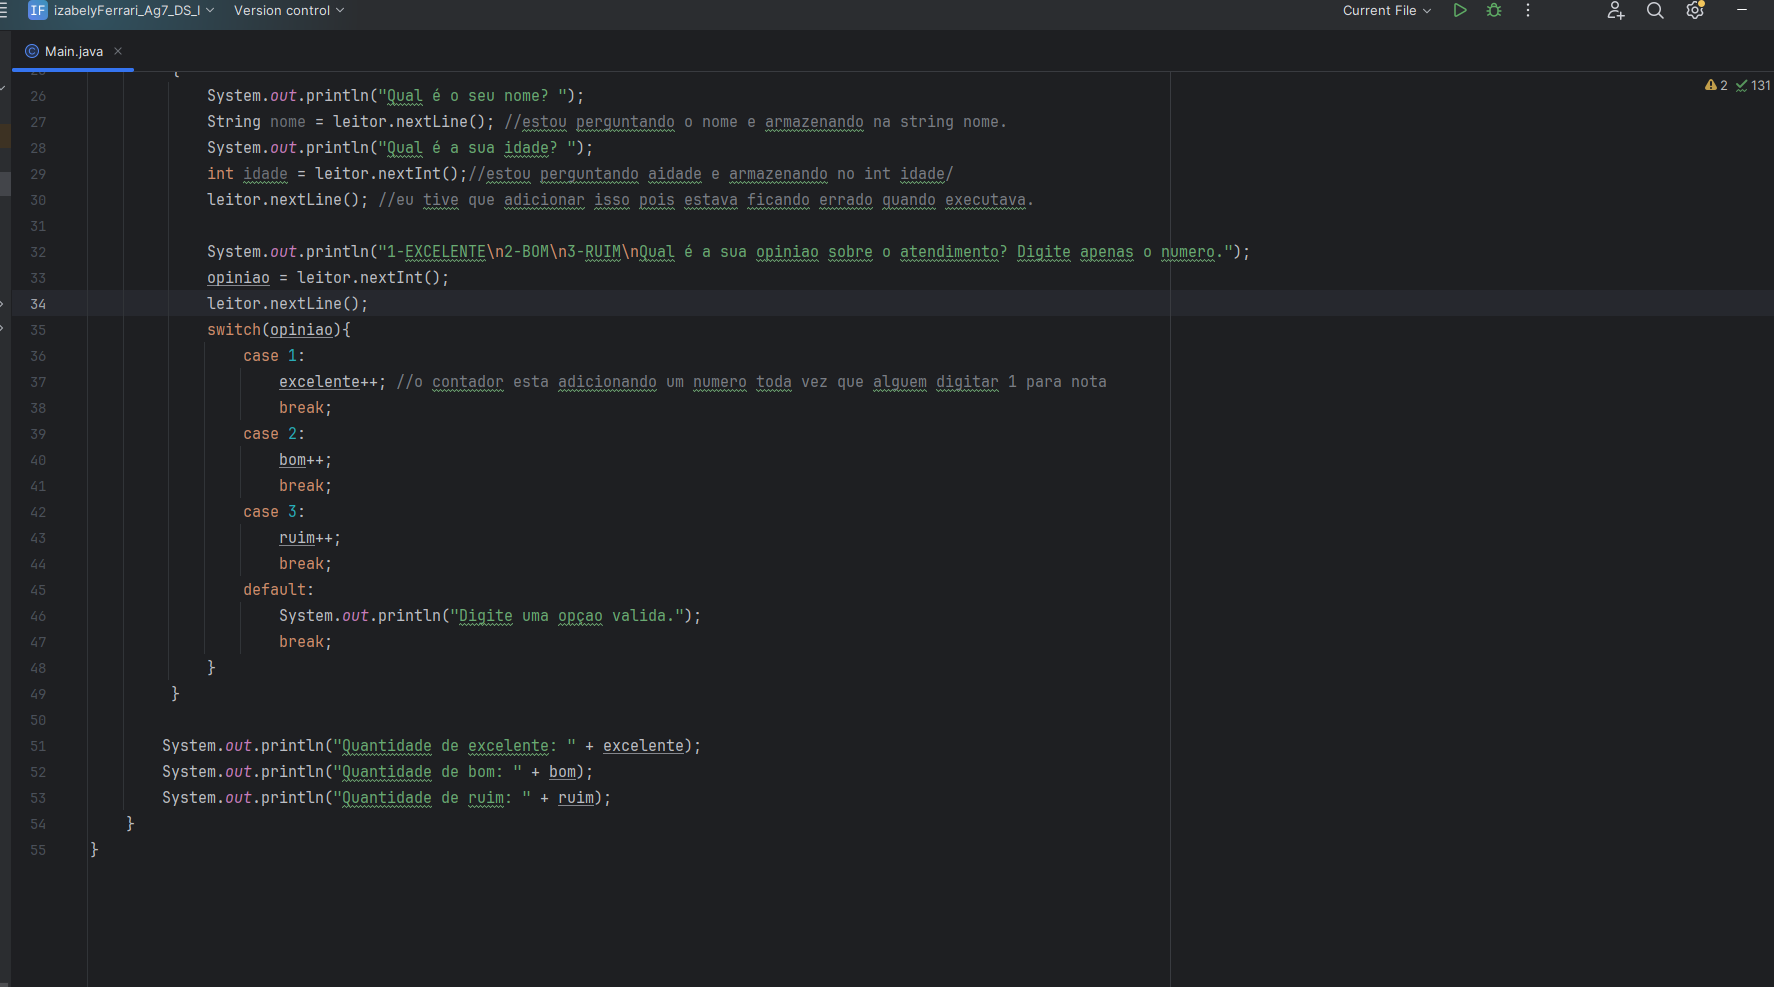 IF izabelyFerrari_Ag7_DS_I Version control Current File
Main.java
26 System.out.println("Qual é o seu nome? ");
27 String nome = leitor.nextLine(); //estou perguntando o nome e armazenando na string nome.
28 System.out.println("Qual é a sua idade? ");
29 int idade = leitor.nextInt();//estou perguntando aidade e armazenando no int idade/
30 leitor.nextLine(); //eu tive que adicionar isso pois estava ficando errado quando executava.
31
32 System.out.println("1-EXCELENTE\n2-BOM\n3-RUIM\nQual é a sua opiniao sobre o atendimento? Digite apenas o numero.");
33 opiniao = leitor.nextInt();
34 leitor.nextLine();
35 switch(opiniao){
36 case 1:
37 excelente++; //o contador esta adicionando um numero toda vez que alguem digitar 1 para nota
38 break;
39 case 2:
40 bom++;
41 break;
42 case 3:
43 ruim++;
44 break;
45 default:
46 System.out.println("Digite uma opçao valida.");
47 break;
48 }
49 }
50
51 System.out.println("Quantidade de excelente: " + excelente);
52 System.out.println("Quantidade de bom: " + bom);
53 System.out.println("Quantidade de ruim: " + ruim);
54 }
55 }
2 131